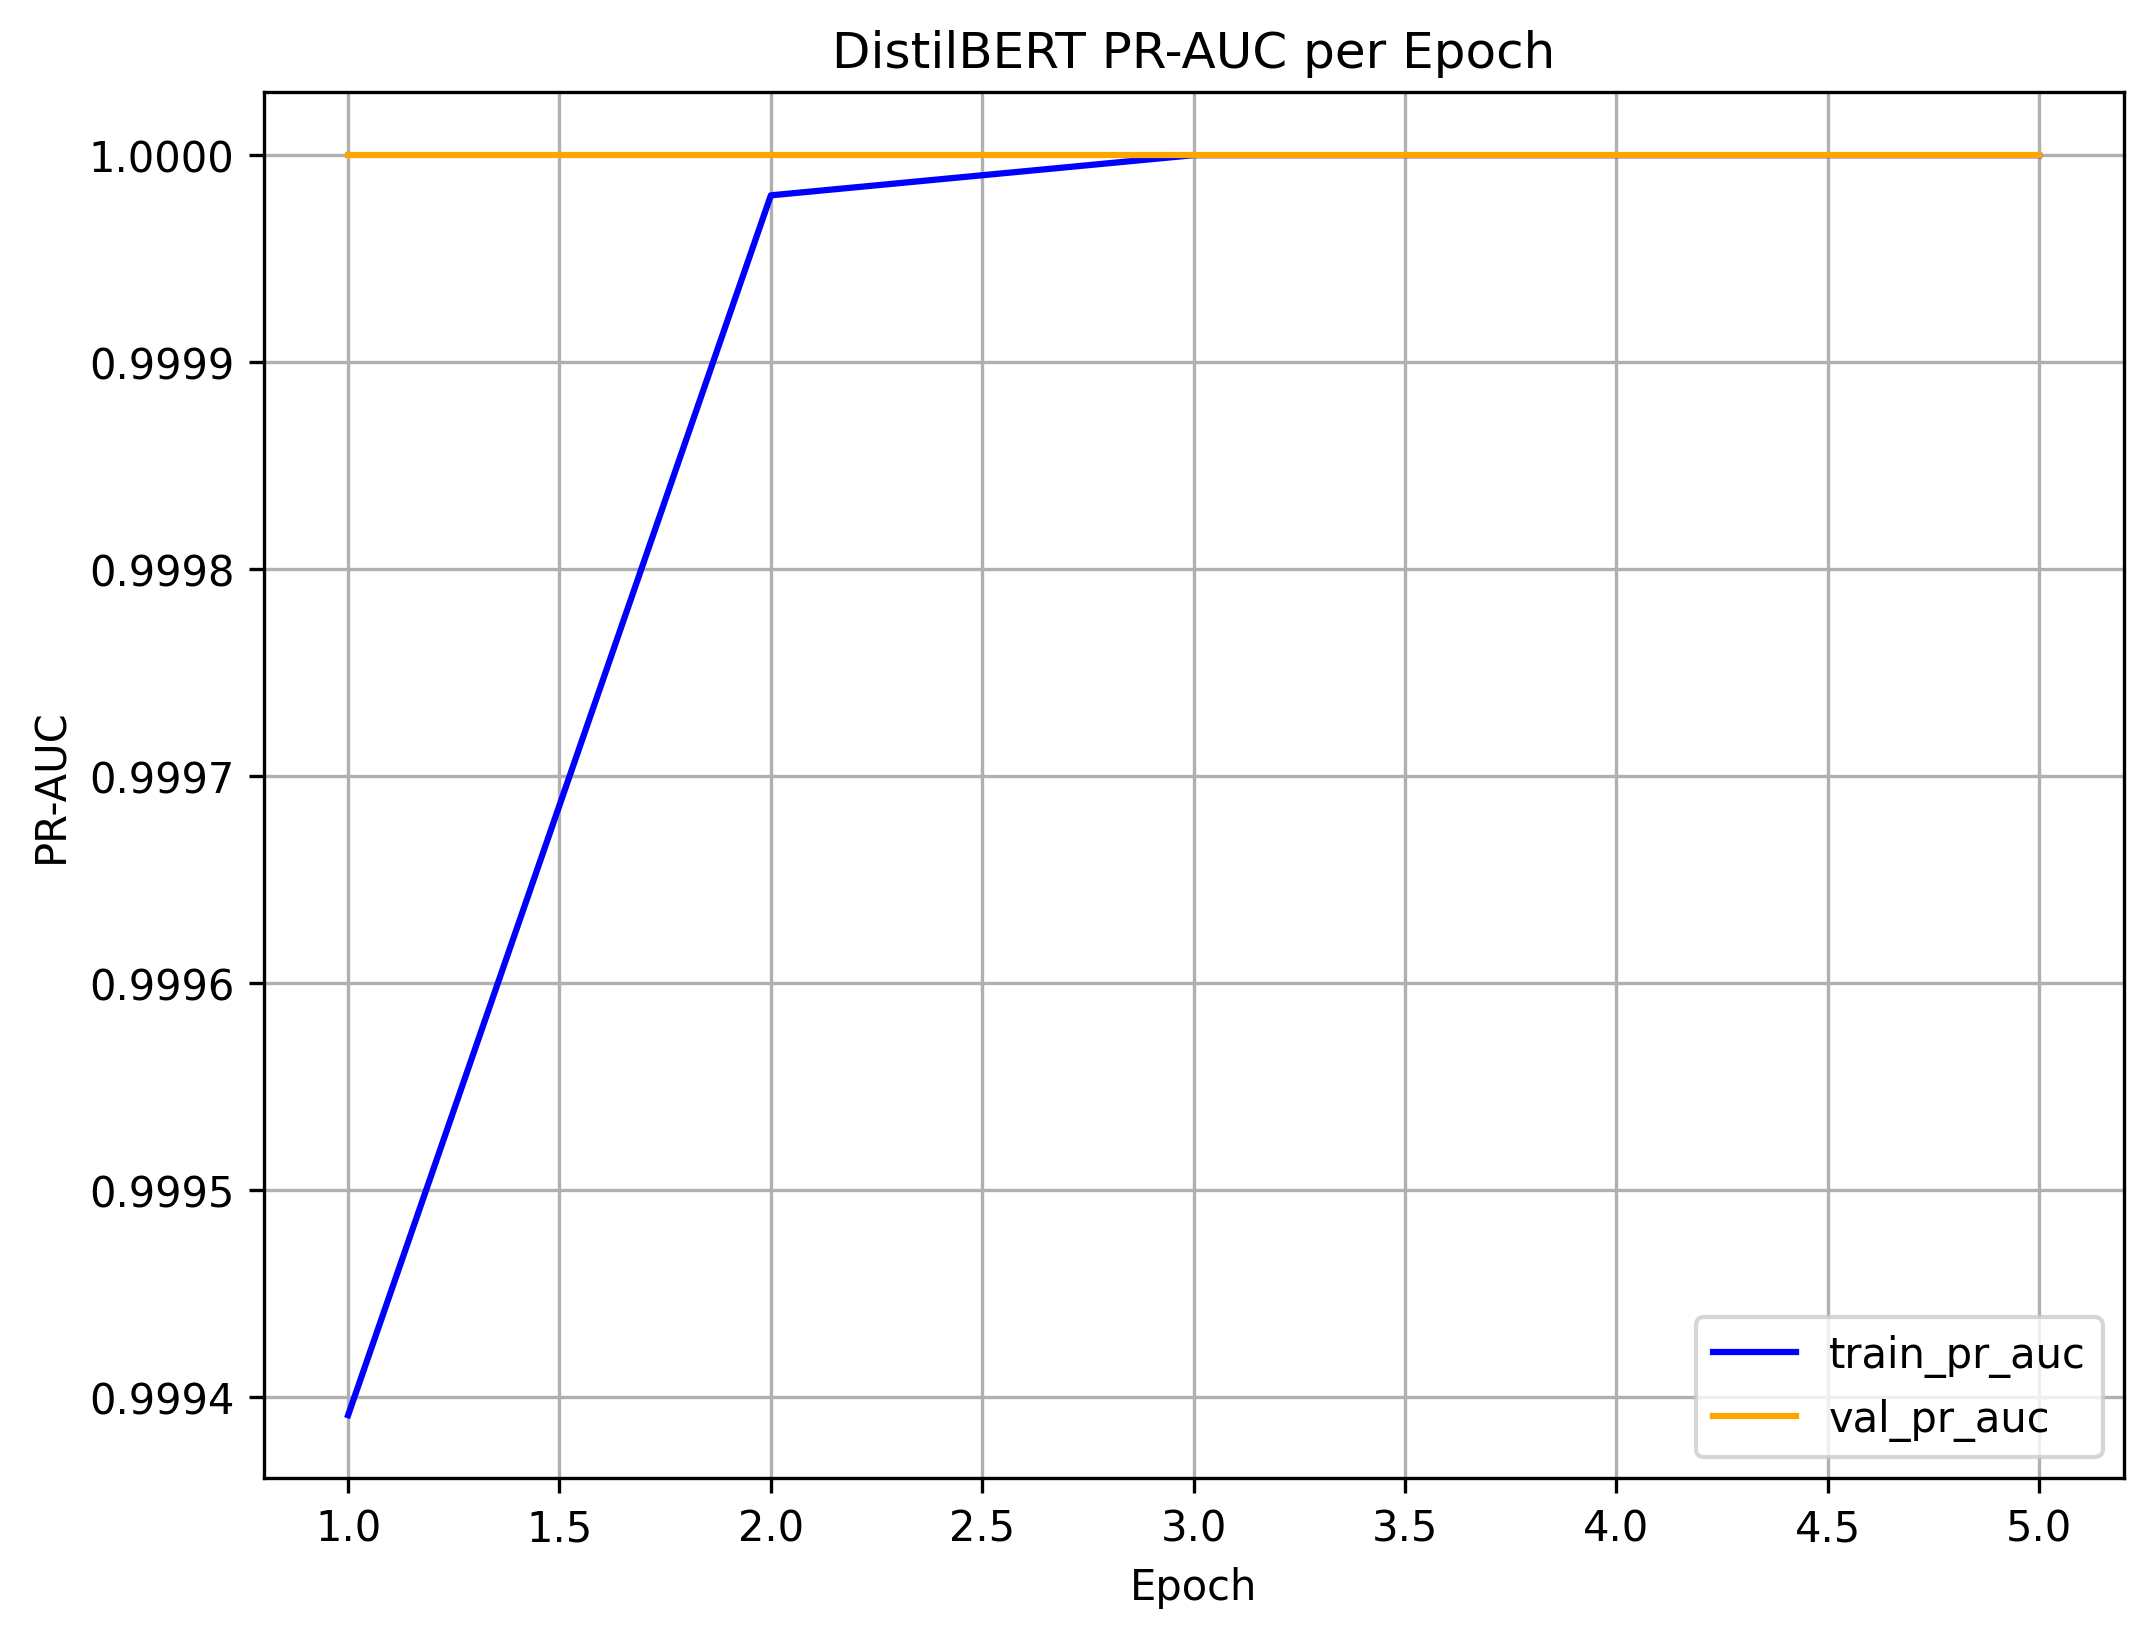 DistilBERT PR-AUC per Epoch
1.0000
0.9999
0.9998
0.9997
0.9996
0.9995
0.9994
PR-AUC
train_pr_auc
val_pr_auc
1.0 1.5 2.0 2.5 3.0 3.5 4.0 4.5 5.0
Epoch